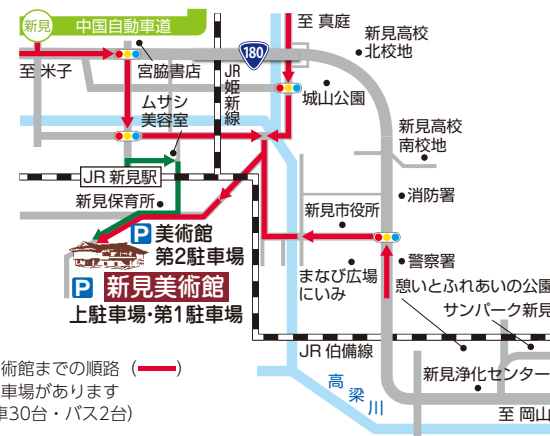 新見
中国自動車道
至 真庭
180
新見高校
北校地
至 米子
宮脇書店
JR姫新線
城山公園
ムサシ
美容室
新見高校
南校地
JR 新見駅
新見保育所
消防署
新見市役所
P 美術館
第2駐車場
まなび広場
にいみ
警察署
憩いとふれあいの公園
P 新見美術館
サンパーク新見
上駐車場・第1駐車場
JR 伯備線
術館までの順路（ ）
高梁川
新見浄化センター
車場があります
車30台・バス2台）
至 岡山